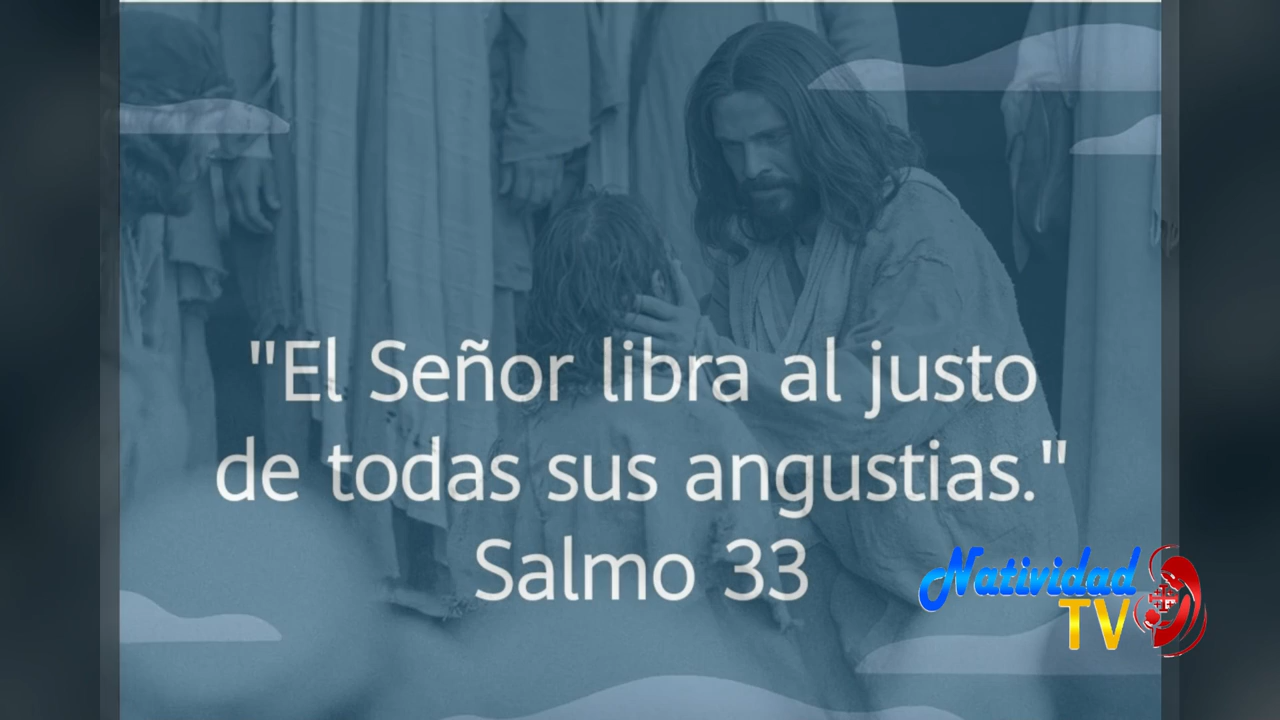 "El Señor libra al justo
de todas sus angustias."
Salmo 33
Natividad
TV